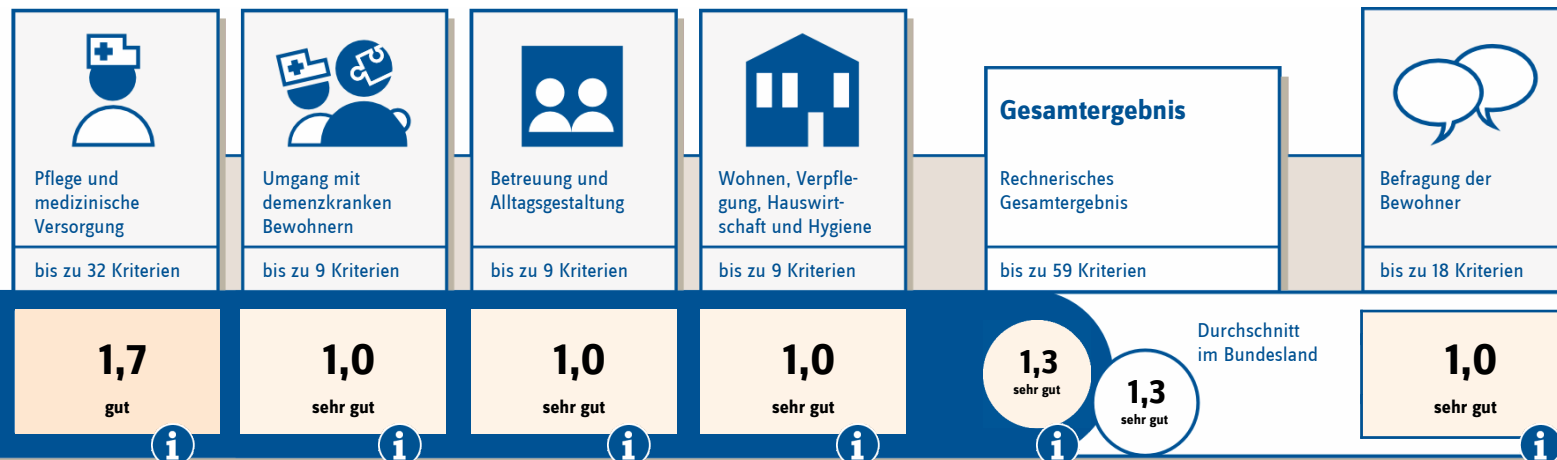 Pflege und
medizinische
Versorgung
bis zu 32 Kriterien
1,7
gut
i
Umgang mit
demenzkranken
Bewohnern
bis zu 9 Kriterien
1,0
sehr gut
i
Betreuung und
Alltagsgestaltung
bis zu 9 Kriterien
1,0
sehr gut
i
Wohnen, Verpfle-
gung, Hauswirt-
schaft und Hygiene
bis zu 9 Kriterien
1,0
sehr gut
i
Gesamtergebnis
Rechnerisches
Gesamtergebnis
bis zu 59 Kriterien
1,3
sehr gut
i
Durchschnitt
im Bundesland
1,3
sehr gut
Befragung der
Bewohner
bis zu 18 Kriterien
1,0
sehr gut
i